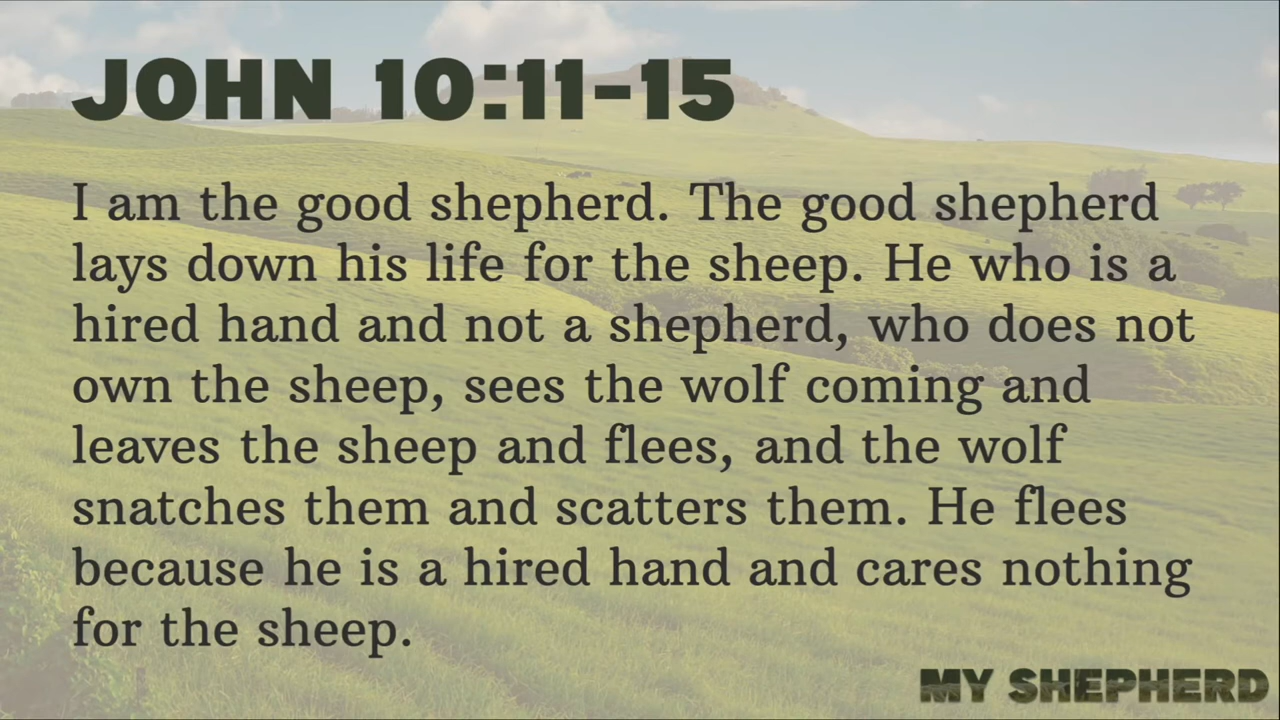 JOHN 10:11-15
I am the good shepherd. The good shepherd
lays down his life for the sheep. He who is a
hired hand and not a shepherd, who does not
own the sheep, sees the wolf coming and
leaves the sheep and flees, and the wolf
snatches them and scatters them. He flees
because he is a hired hand and cares nothing
for the sheep.
MY SHEPHERD